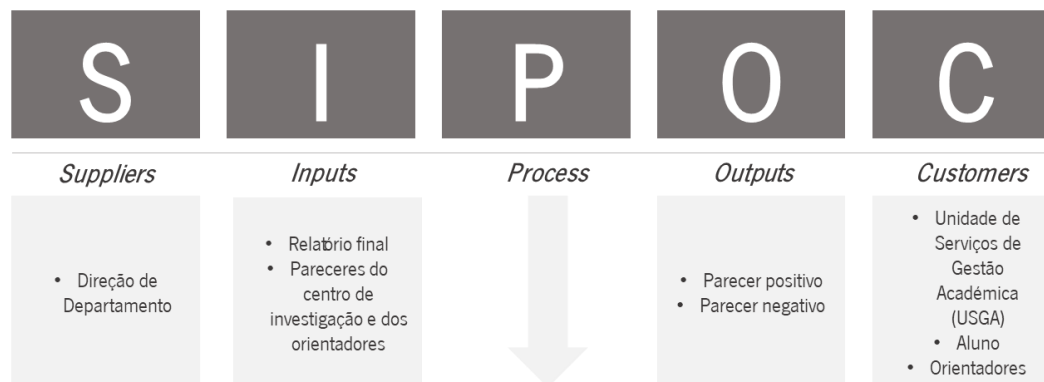 S I P O C
Suppliers Inputs Process Outputs Customers
• Direção de
Departamento
• Relatório final
• Pareceres do
centro de
investigação e dos
orientadores
• Parecer positivo
• Parecer negativo
• Unidade de
Serviços de
Gestão
Académica
(USGA)
• Aluno
• Orientadores